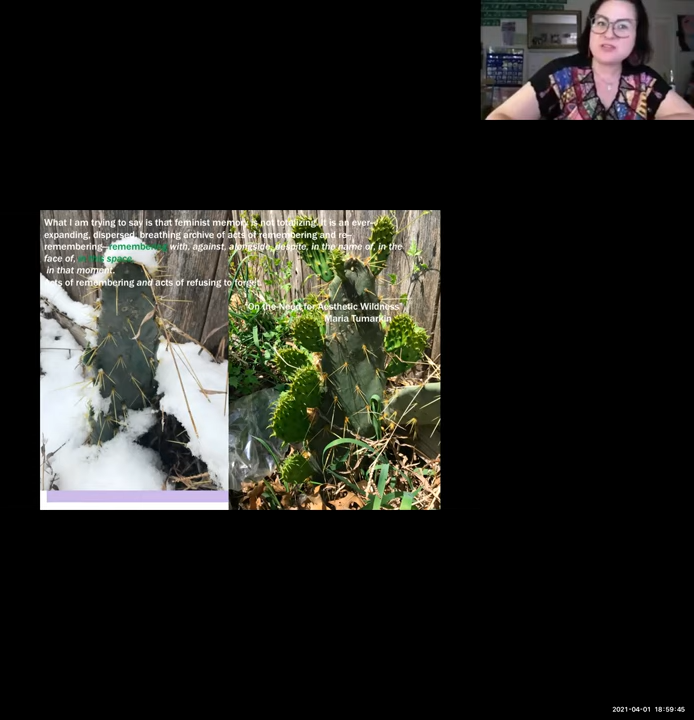 What I am trying to say is that feminist memory is not totalizing. It is an ever-
expanding, dispersed, breathing archive of acts of remembering and re-
remembering—remembering with, against, alongside, despite, in the name of, in the
face of, in this space,
in that moment.
Acts of remembering and acts of refusing to forget.
"On the Need for Aesthetic Wildness"
Maria Tumarkin
2021-04-01 18:59:45